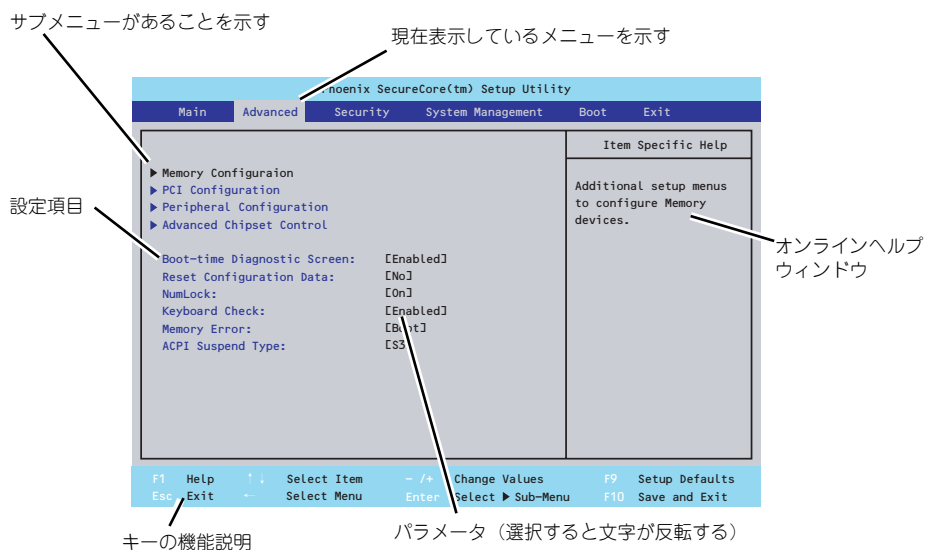 サブメニューがあることを示す
現在表示しているメニューを示す
Phoenix SecureCore(tm) Setup Utility
Main Advanced Security System Management Boot Exit
Item Specific Help
▶ Memory Configuraion
▶ PCI Configuration
▶ Peripheral Configuration
▶ Advanced Chipset Control
Additional setup menus
to configure Memory
devices.
設定項目
オンラインヘルプ
ウィンドウ
Boot-time Diagnostic Screen: [Enabled]
Reset Configuration Data: [No]
NumLock: [On]
Keyboard Check: [Enabled]
Memory Error: [Boot]
ACPI Suspend Type: [S3]
F1 Help ↑↓ Select Item -/+ Change Values F9 Setup Defaults
Esc Exit ← Select Menu Enter Select ▶ Sub-Menu F10 Save and Exit
パラメータ（選択すると文字が反転する）
キーの機能説明